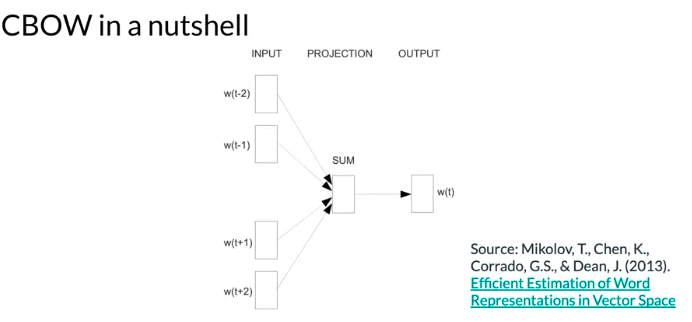 CBOW in a nutshell
INPUT PROJECTION OUTPUT
w(t-2)
w(t-1)
SUM
w(t)
w(t+1)
w(t+2)
Source: Mikolov, T., Chen, K.,
Corrado, G.S., & Dean, J. (2013).
Efficient Estimation of Word
Representations in Vector Space